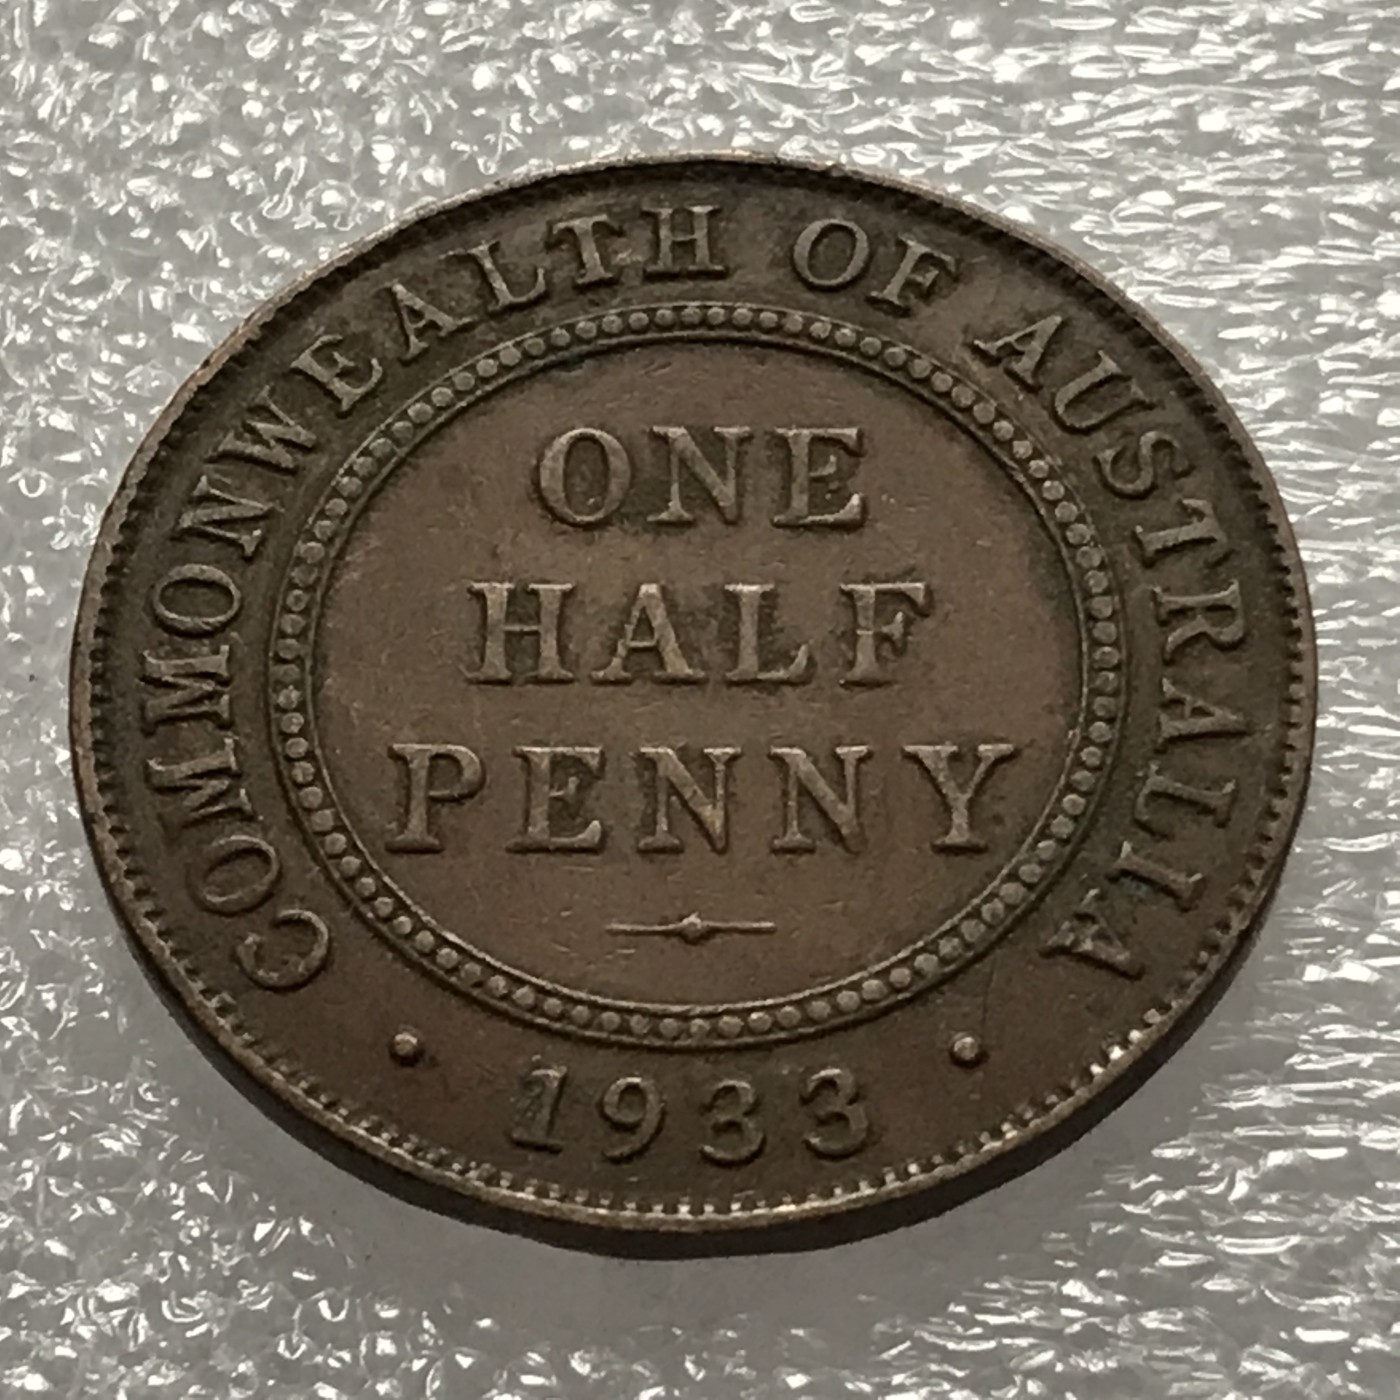 COMMONWEALTH OF AUSTRALIA
ONE
HALF
PENNY
· 1933 ·